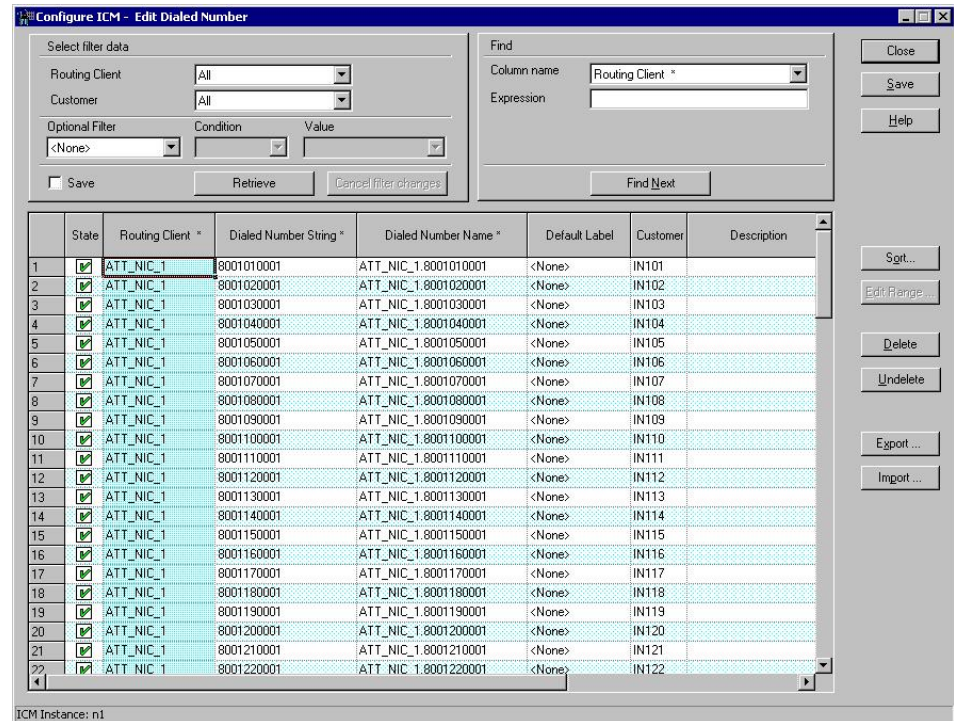 Configure ICM - Edit Dialed Number
Select filter data
Routing Client All
Customer All
Optional Filter Condition Value
<None>
Save Retrieve Cancel filter changes
Find
Column name Routing Client *
Expression
Find Next
Close
Save
Help
State Routing Client * Dialed Number String * Dialed Number Name * Default Label Customer Description
1 ATT_NIC_1 8001010001 ATT_NIC_1.8001010001 <None> IN101
2 ATT_NIC_1 8001020001 ATT_NIC_1.8001020001 <None> IN102
3 ATT_NIC_1 8001030001 ATT_NIC_1.8001030001 <None> IN103
4 ATT_NIC_1 8001040001 ATT_NIC_1.8001040001 <None> IN104
5 ATT_NIC_1 8001050001 ATT_NIC_1.8001050001 <None> IN105
6 ATT_NIC_1 8001060001 ATT_NIC_1.8001060001 <None> IN106
7 ATT_NIC_1 8001070001 ATT_NIC_1.8001070001 <None> IN107
8 ATT_NIC_1 8001080001 ATT_NIC_1.8001080001 <None> IN108
9 ATT_NIC_1 8001090001 ATT_NIC_1.8001090001 <None> IN109
10 ATT_NIC_1 8001100001 ATT_NIC_1.8001100001 <None> IN110
11 ATT_NIC_1 8001110001 ATT_NIC_1.8001110001 <None> IN111
12 ATT_NIC_1 8001120001 ATT_NIC_1.8001120001 <None> IN112
13 ATT_NIC_1 8001130001 ATT_NIC_1.8001130001 <None> IN113
14 ATT_NIC_1 8001140001 ATT_NIC_1.8001140001 <None> IN114
15 ATT_NIC_1 8001150001 ATT_NIC_1.8001150001 <None> IN115
16 ATT_NIC_1 8001160001 ATT_NIC_1.8001160001 <None> IN116
17 ATT_NIC_1 8001170001 ATT_NIC_1.8001170001 <None> IN117
18 ATT_NIC_1 8001180001 ATT_NIC_1.8001180001 <None> IN118
19 ATT_NIC_1 8001190001 ATT_NIC_1.8001190001 <None> IN119
20 ATT_NIC_1 8001200001 ATT_NIC_1.8001200001 <None> IN120
21 ATT_NIC_1 8001210001 ATT_NIC_1.8001210001 <None> IN121
22 ATT_NIC_1 8001220001 ATT_NIC_1.8001220001 <None> IN122
Sort...
Edit Range ...
Delete
Undelete
Export ...
Import ...
ICM Instance: n1